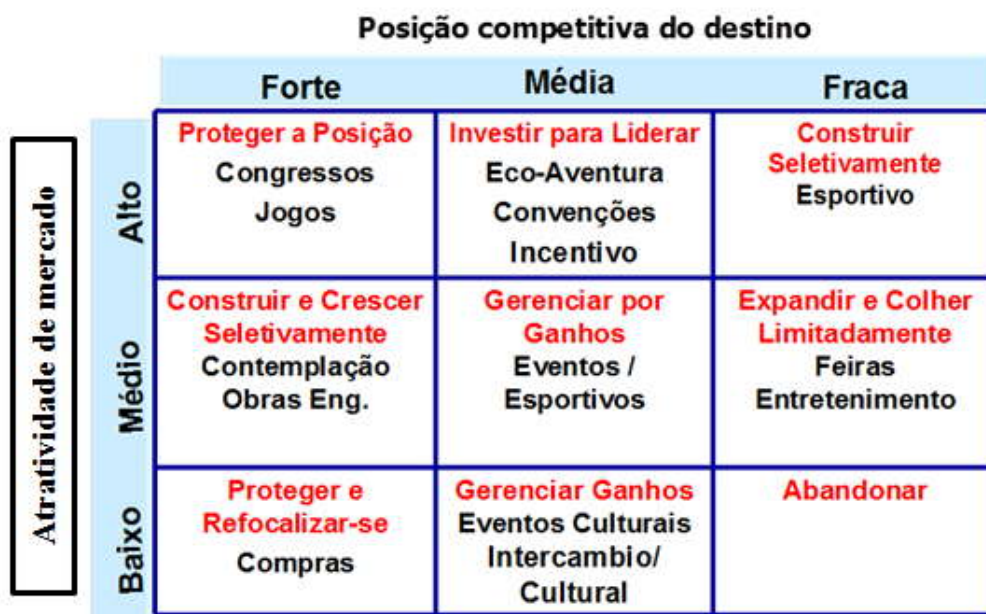 Posição competitiva do destino
Forte
Média
Fraca
Atratividade de mercado
Alto
Proteger a Posição
Congressos
Jogos
Investir para Liderar
Eco-Aventura
Convenções
Incentivo
Construir
Seletivamente
Esportivo
Médio
Construir e Crescer
Seletivamente
Contemplação
Obras Eng.
Gerenciar por
Ganhos
Eventos /
Esportivos
Expandir e Colher
Limitadamente
Feiras
Entretenimento
Baixo
Proteger e
Refocalizar-se
Compras
Gerenciar Ganhos
Eventos Culturais
Intercambio/
Cultural
Abandonar